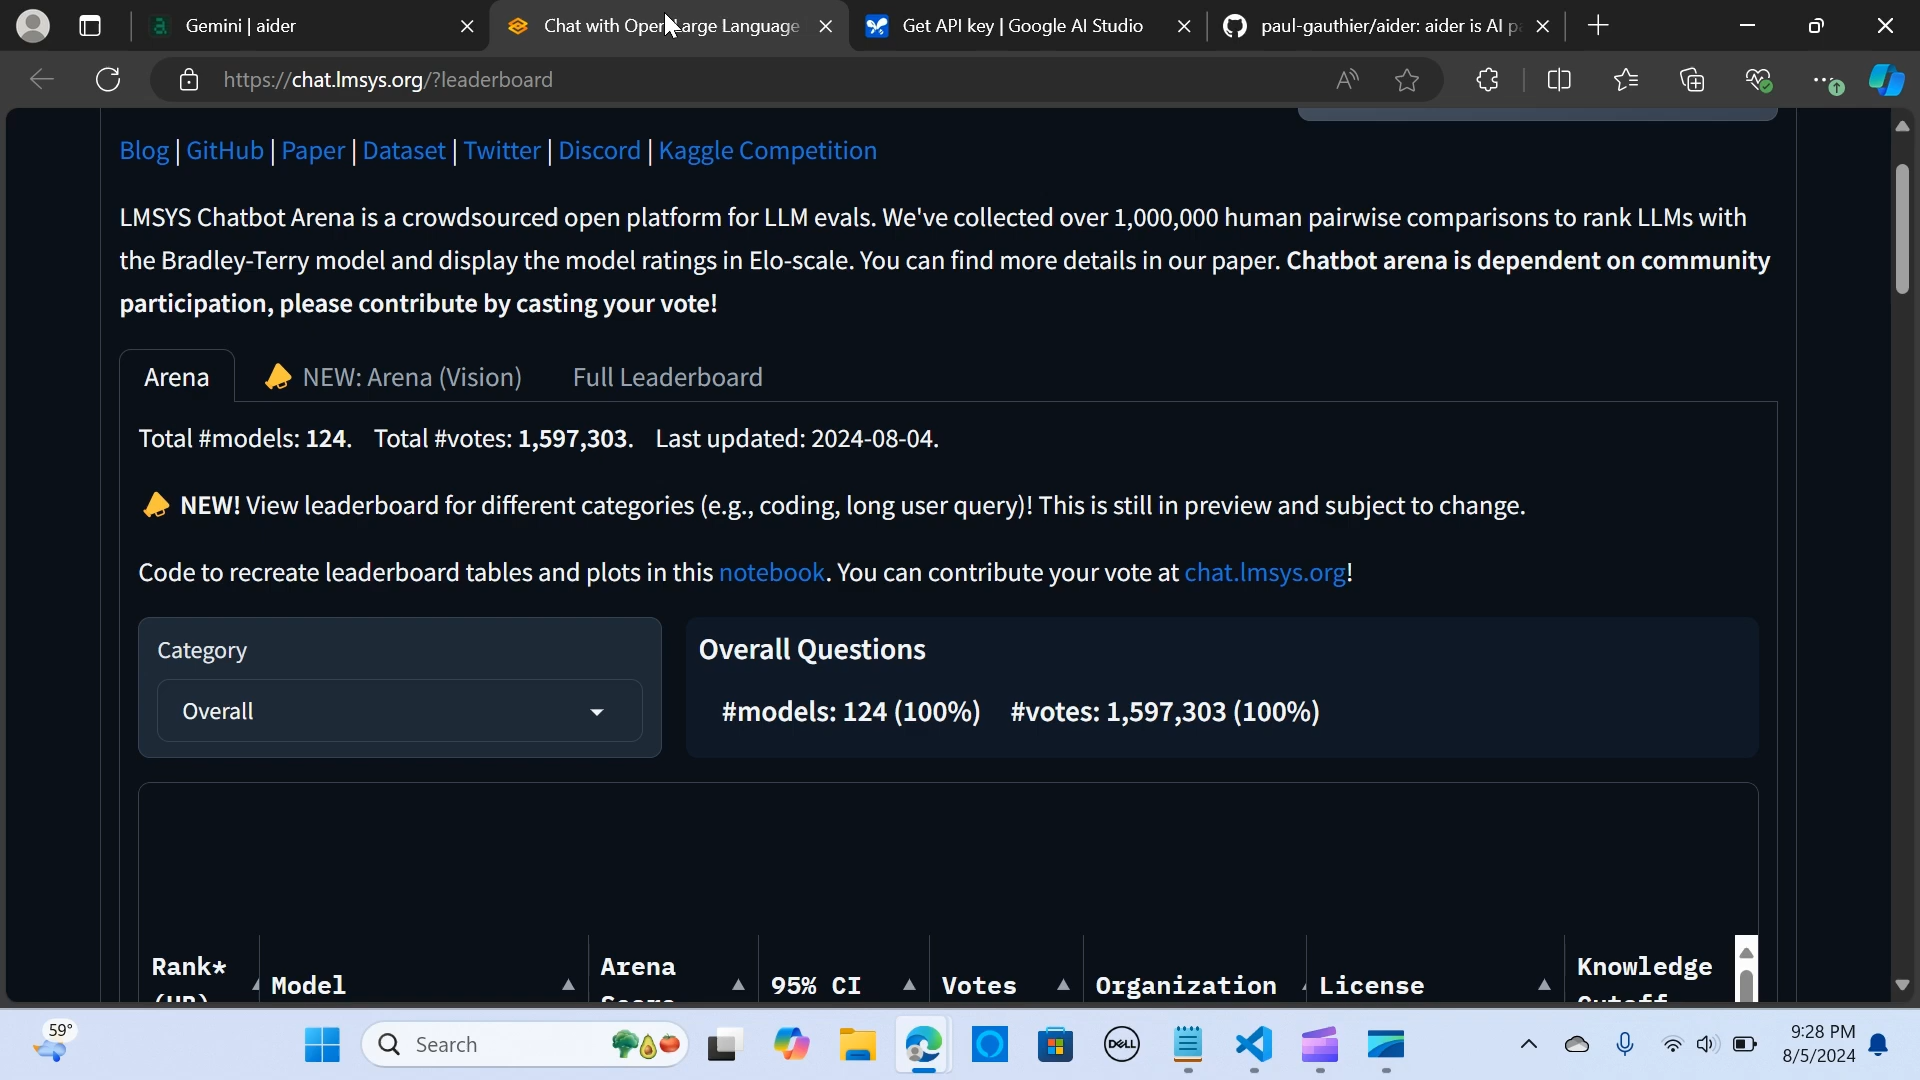 Gemini | aider
Chat with Open Large Language
Get API key | Google AI Studio
paul-gauthier/aider: aider is AI p
https://chat.lmsys.org/?leaderboard
Blog | GitHub | Paper | Dataset | Twitter | Discord | Kaggle Competition
LMSYS Chatbot Arena is a crowdsourced open platform for LLM evals. We've collected over 1,000,000 human pairwise comparisons to rank LLMs with
the Bradley-Terry model and display the model ratings in Elo-scale. You can find more details in our paper. Chatbot arena is dependent on community
participation, please contribute by casting your vote!
Arena
NEW: Arena (Vision)
Full Leaderboard
Total #models: 124. Total #votes: 1,597,303. Last updated: 2024-08-04.
NEW! View leaderboard for different categories (e.g., coding, long user query)! This is still in preview and subject to change.
Code to recreate leaderboard tables and plots in this notebook. You can contribute your vote at chat.lmsys.org!
Category
Overall
Overall Questions
#models: 124 (100%) #votes: 1,597,303 (100%)
Rank*
(UB)
Model
Arena
Score
95% CI
Votes
Organization
License
Knowledge
Cutoff
59°
Search
DELL
9:28 PM
8/5/2024